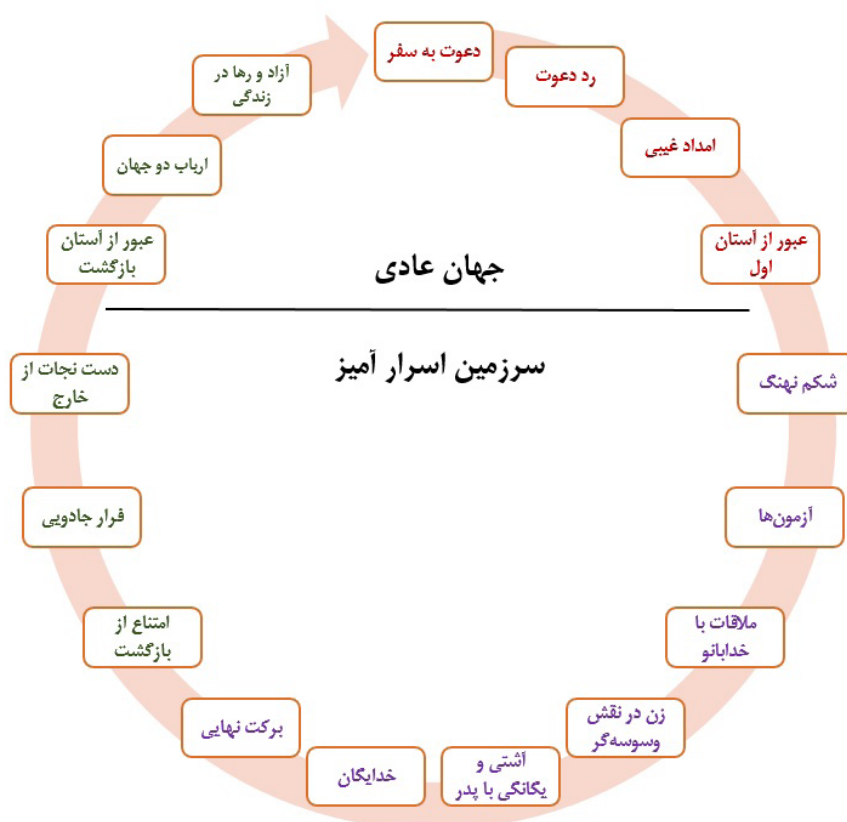 دعوت به سفر
رد دعوت
امداد غیبی
عبور از آستان
اول
شکم نهنگ
آزمون‌ها
ملاقات با
خدابانو
زن در نقش
وسوسه‌گر
آشتی و
یگانگی با پدر
خدایگان
برکت نهایی
امتناع از
بازگشت
فرار جادویی
دست نجات از
خارج
عبور از آستان
بازگشت
ارباب دو جهان
آزاد و رها در
زندگی
جهان عادی
سرزمین اسرار آمیز